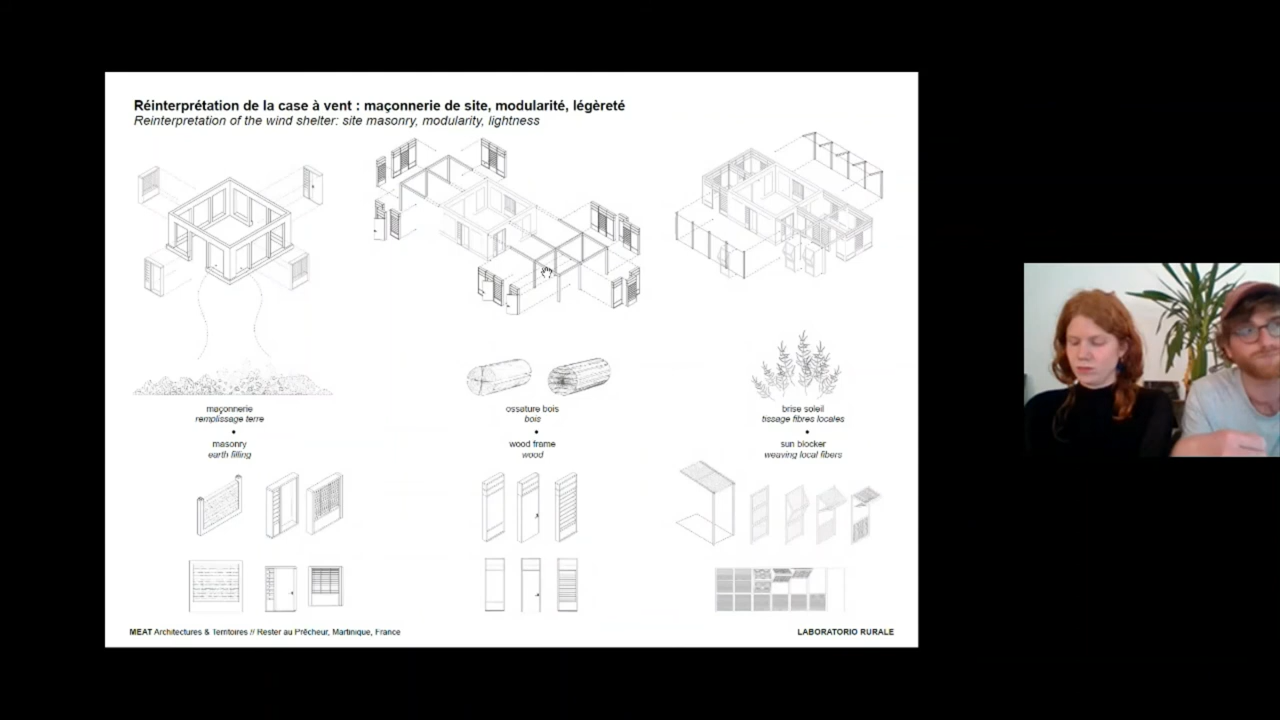 Réinterprétation de la case à vent : maçonnerie de site, modularité, légèreté
Reinterpretation of the wind shelter: site masonry, modularity, lightness
maçonnerie
remplissage terre
masonry
earth filling
ossature bois
bois
wood frame
wood
brise soleil
tissage fibres locales
sun blocker
weaving local fibers
MEAT Architectures & Territoires // Rester au Prêcheur, Martinique, France
LABORATORIO RURALE